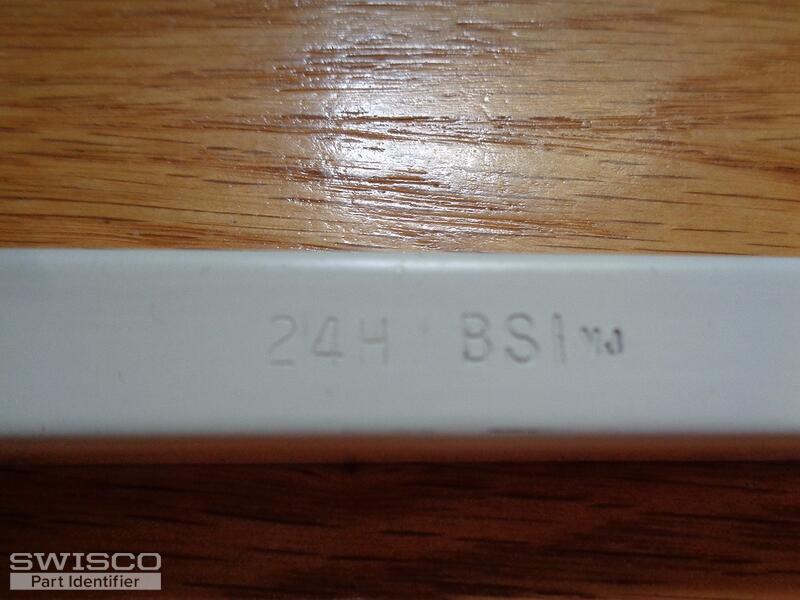 24H BSI
SWISCO
Part Identifier